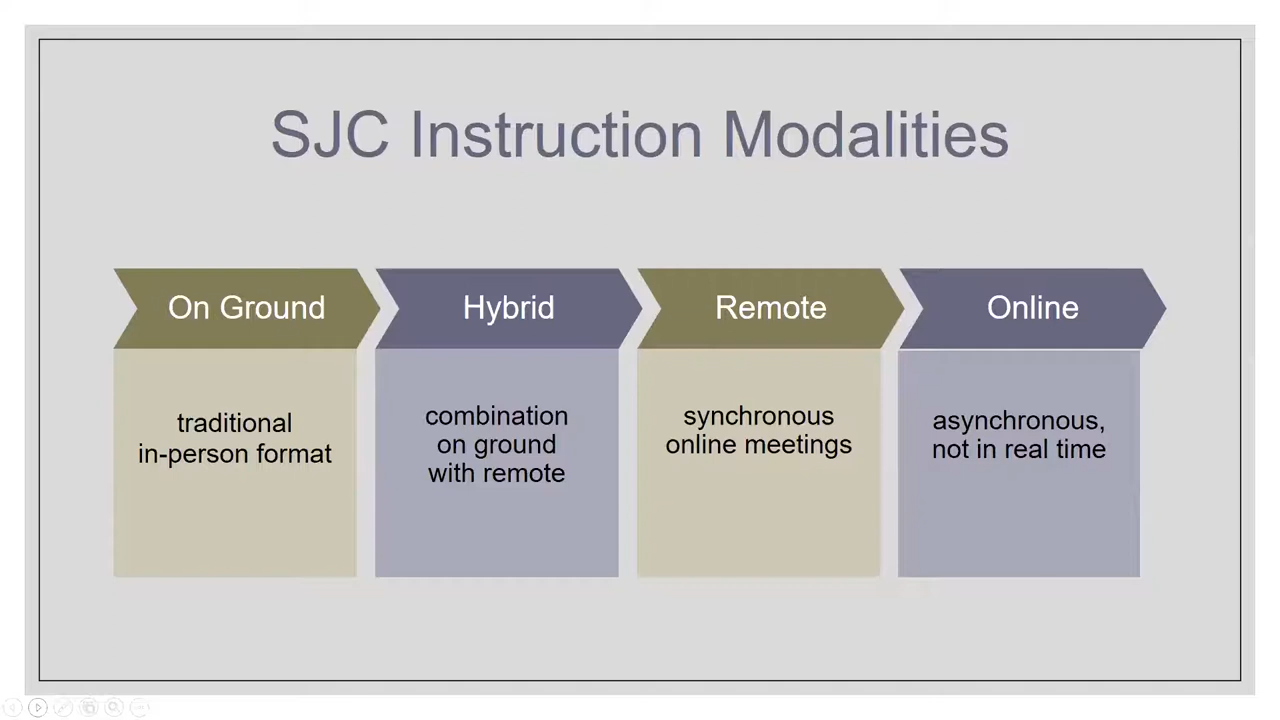 SJC Instruction Modalities
On Ground
traditional
in-person format
Hybrid
combination
on ground
with remote
Remote
synchronous
online meetings
Online
asynchronous,
not in real time